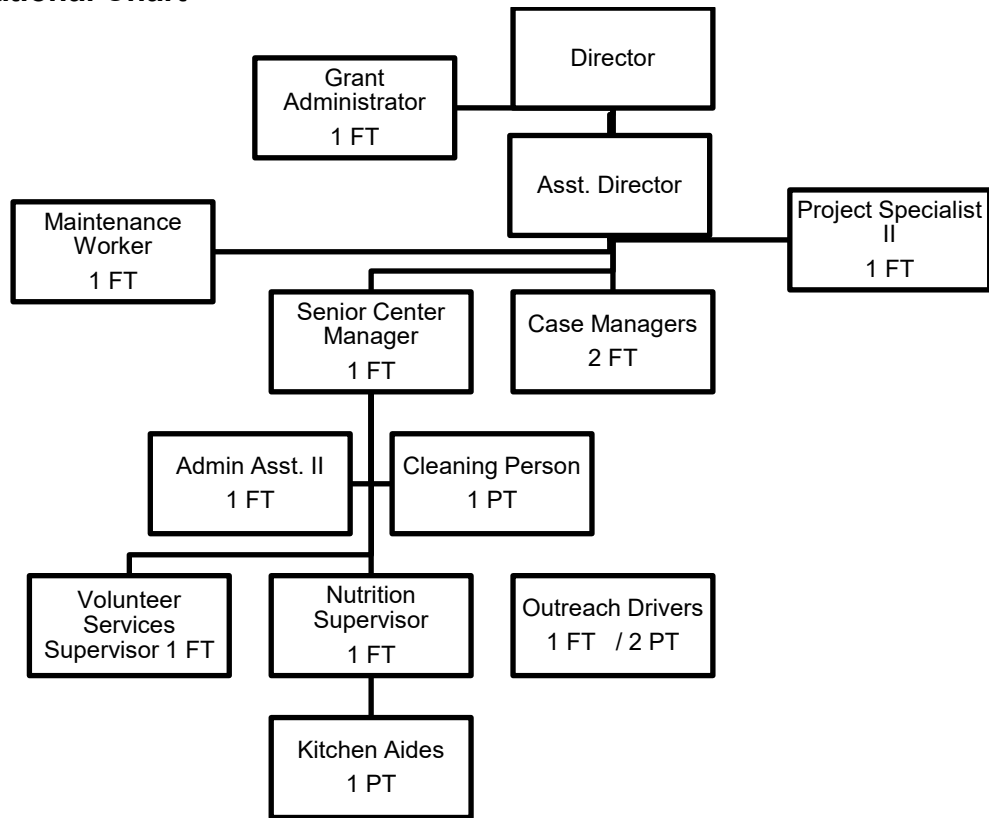 Director
Grant
Administrator
1 FT
Asst. Director
Maintenance
Worker
1 FT
Project Specialist
II
1 FT
Senior Center
Manager
1 FT
Case Managers
2 FT
Admin Asst. II
1 FT
Cleaning Person
1 PT
Volunteer
Services
Supervisor 1 FT
Nutrition
Supervisor
1 FT
Outreach Drivers
1 FT / 2 PT
Kitchen Aides
1 PT